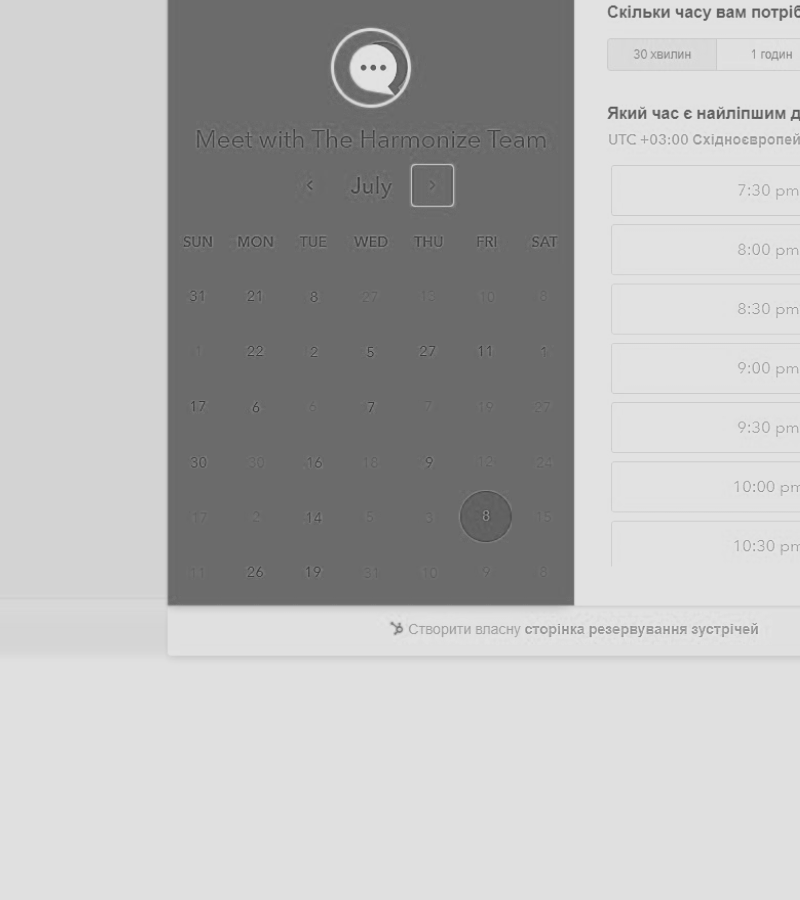 Meet with The Harmonize Team
July
SUN MON TUE WED THU FRI SAT
31 21 8 27 13 10 8
1 22 2 5 27 11 1
17 6 6 7 7 19 27
30 30 16 18 9 12 24
17 2 14 5 3 8 15
11 26 19 31 10 9 8
Скільки часу вам потріб
30 хвилин 1 годин
Який час є найліпшим д
UTC +03:00 Східноєвропей
7:30 pm
8:00 pm
8:30 pm
9:00 pm
9:30 pm
10:00 pm
10:30 pm
Створити власну сторінка резервування зустрічей